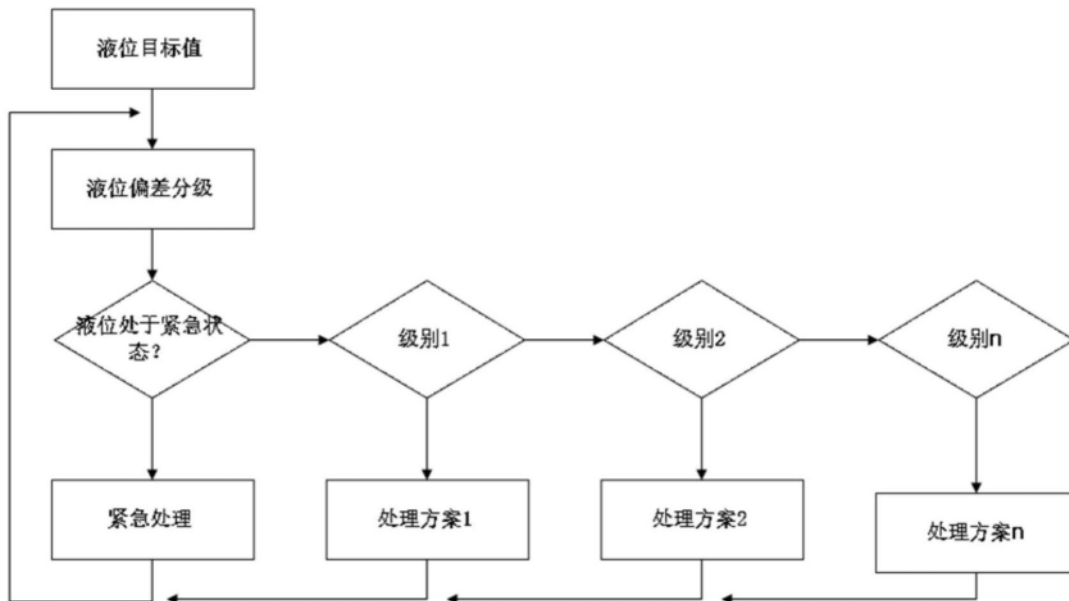 液位目标值
液位偏差分级
液位处于紧急状
态？
级别1
级别2
级别n
紧急处理
处理方案1
处理方案2
处理方案n